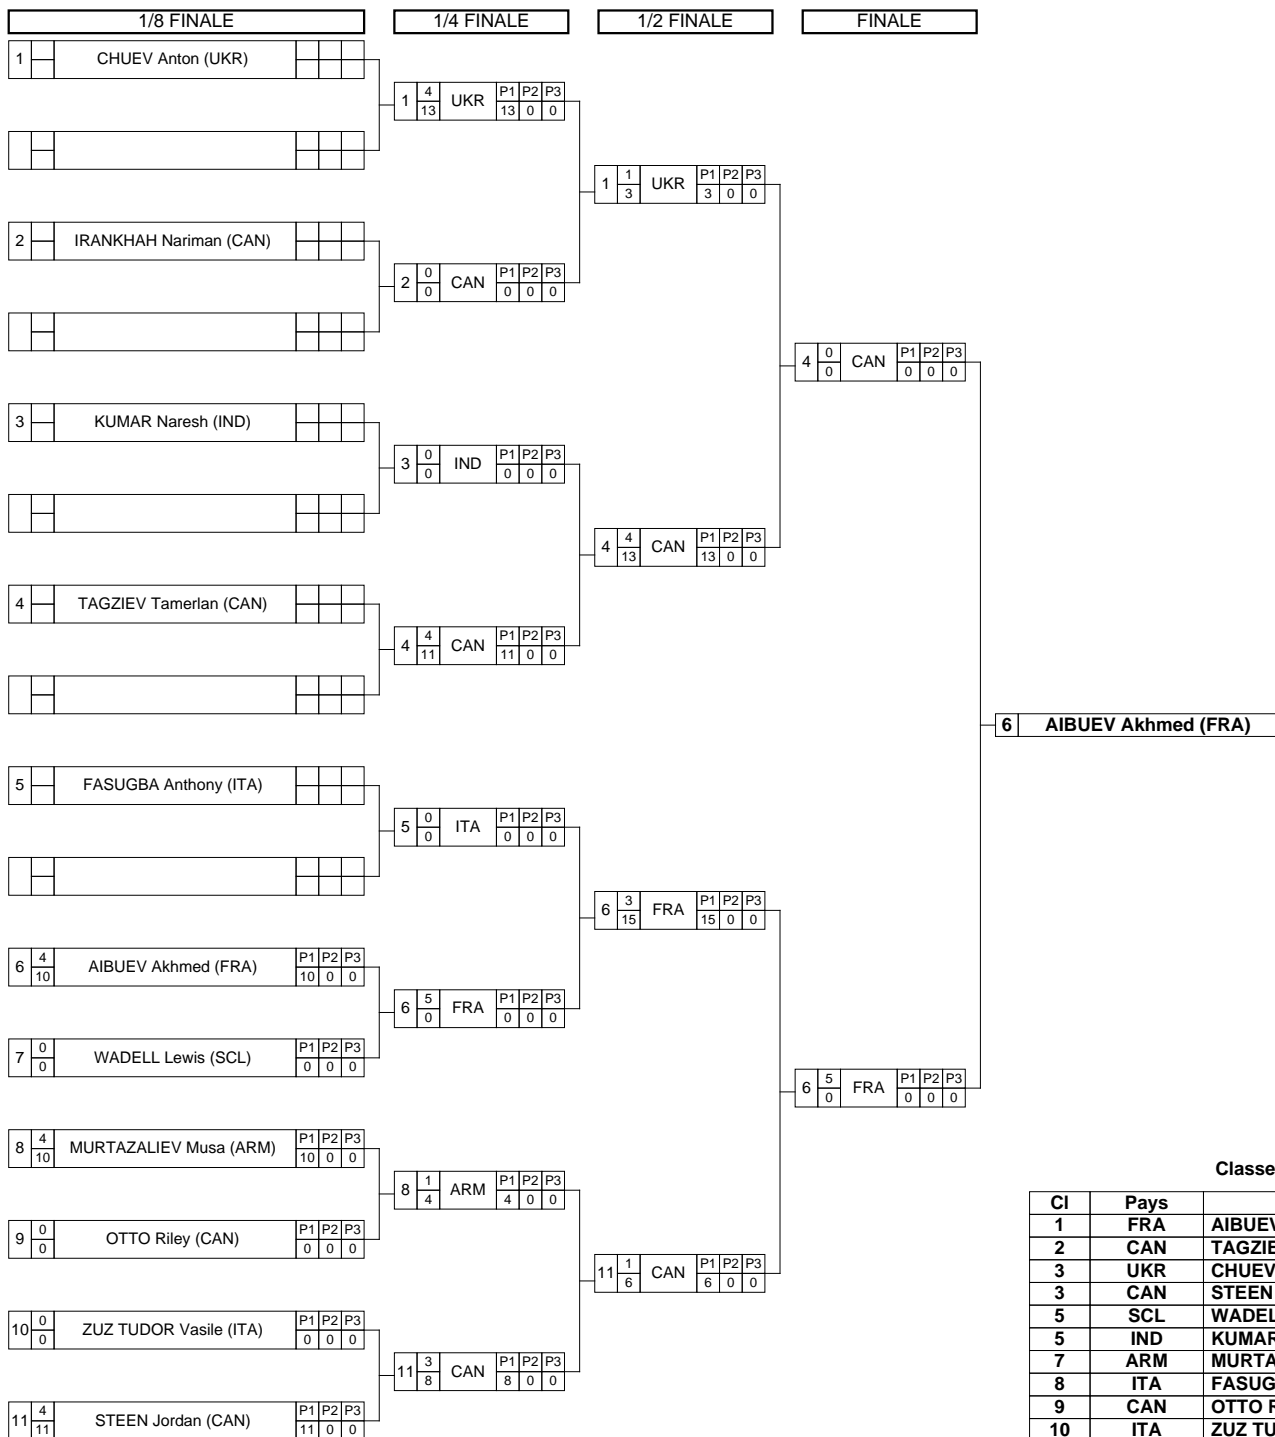 1/8 FINALE 1/4 FINALE 1/2 FINALE FINALE
1 CHUEV Anton (UKR)
1 4 13 UKR P1 P2 P3 13 0 0
1 1 3 UKR P1 P2 P3 3 0 0
2 IRANKHAH Nariman (CAN)
2 0 0 CAN P1 P2 P3 0 0 0
4 0 0 CAN P1 P2 P3 0 0 0
3 KUMAR Naresh (IND)
3 0 0 IND P1 P2 P3 0 0 0
4 4 13 CAN P1 P2 P3 13 0 0
4 TAGZIEV Tamerlan (CAN)
4 4 11 CAN P1 P2 P3 11 0 0
6 AIBUEV Akhmed (FRA)
5 FASUGBA Anthony (ITA)
5 0 0 ITA P1 P2 P3 0 0 0
6 3 15 FRA P1 P2 P3 15 0 0
6 4 10 AIBUEV Akhmed (FRA) P1 P2 P3 10 0 0
6 5 0 FRA P1 P2 P3 0 0 0
7 0 0 WADELL Lewis (SCL) P1 P2 P3 0 0 0
6 5 0 FRA P1 P2 P3 0 0 0
8 4 10 MURTAZALIEV Musa (ARM) P1 P2 P3 10 0 0
8 1 4 ARM P1 P2 P3 4 0 0
9 0 0 OTTO Riley (CAN) P1 P2 P3 0 0 0
11 1 6 CAN P1 P2 P3 6 0 0
10 0 0 ZUZ TUDOR Vasile (ITA) P1 P2 P3 0 0 0
11 3 8 CAN P1 P2 P3 8 0 0
11 4 11 STEEN Jordan (CAN) P1 P2 P3 11 0 0
Classe
Cl Pays
1 FRA AIBUEV
2 CAN TAGZIE
3 UKR CHUEV
3 CAN STEEN
5 SCL WADEL
5 IND KUMAR
7 ARM MURTA
8 ITA FASUG
9 CAN OTTO R
10 ITA ZUZ TU